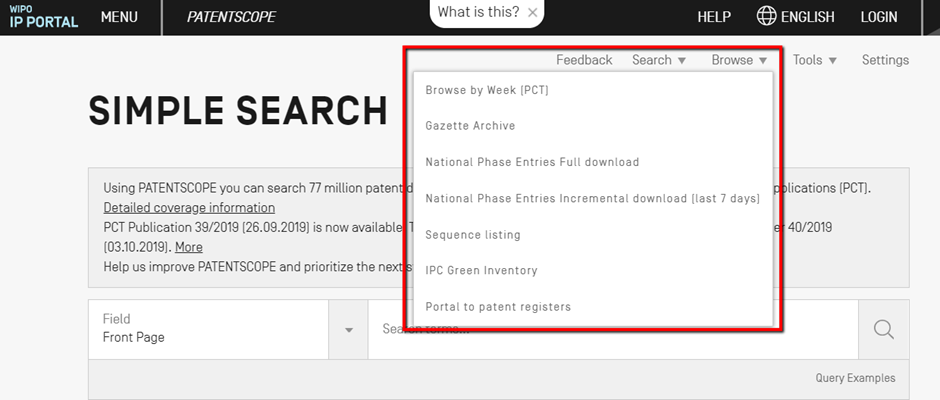 WIPO
IP PORTAL
MENU
PATENTSCOPE
What is this? ×
HELP
ENGLISH
LOGIN
Feedback
Search
Browse
Tools
Settings
SIMPLE SEARCH
Browse by Week (PCT)
Gazette Archive
National Phase Entries Full download
National Phase Entries Incremental download (last 7 days)
Sequence listing
IPC Green Inventory
Portal to patent registers
Using PATENTSCOPE you can search 77 million patent
Detailed coverage information
applications (PCT).
PCT Publication 39/2019 (26.09.2019) is now available.
40/2019
(03.10.2019). More
Help us improve PATENTSCOPE and prioritize the next
Field
Front Page
Search terms...
Query Examples